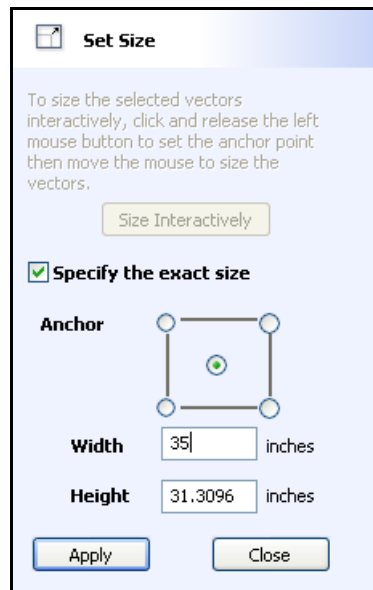 Set Size
To size the selected vectors
interactively, click and release the left
mouse button to set the anchor point
then move the mouse to size the
vectors.
Size Interactively
Specify the exact size
Anchor
Width 35 inches
Height 31.3096 inches
Apply Close